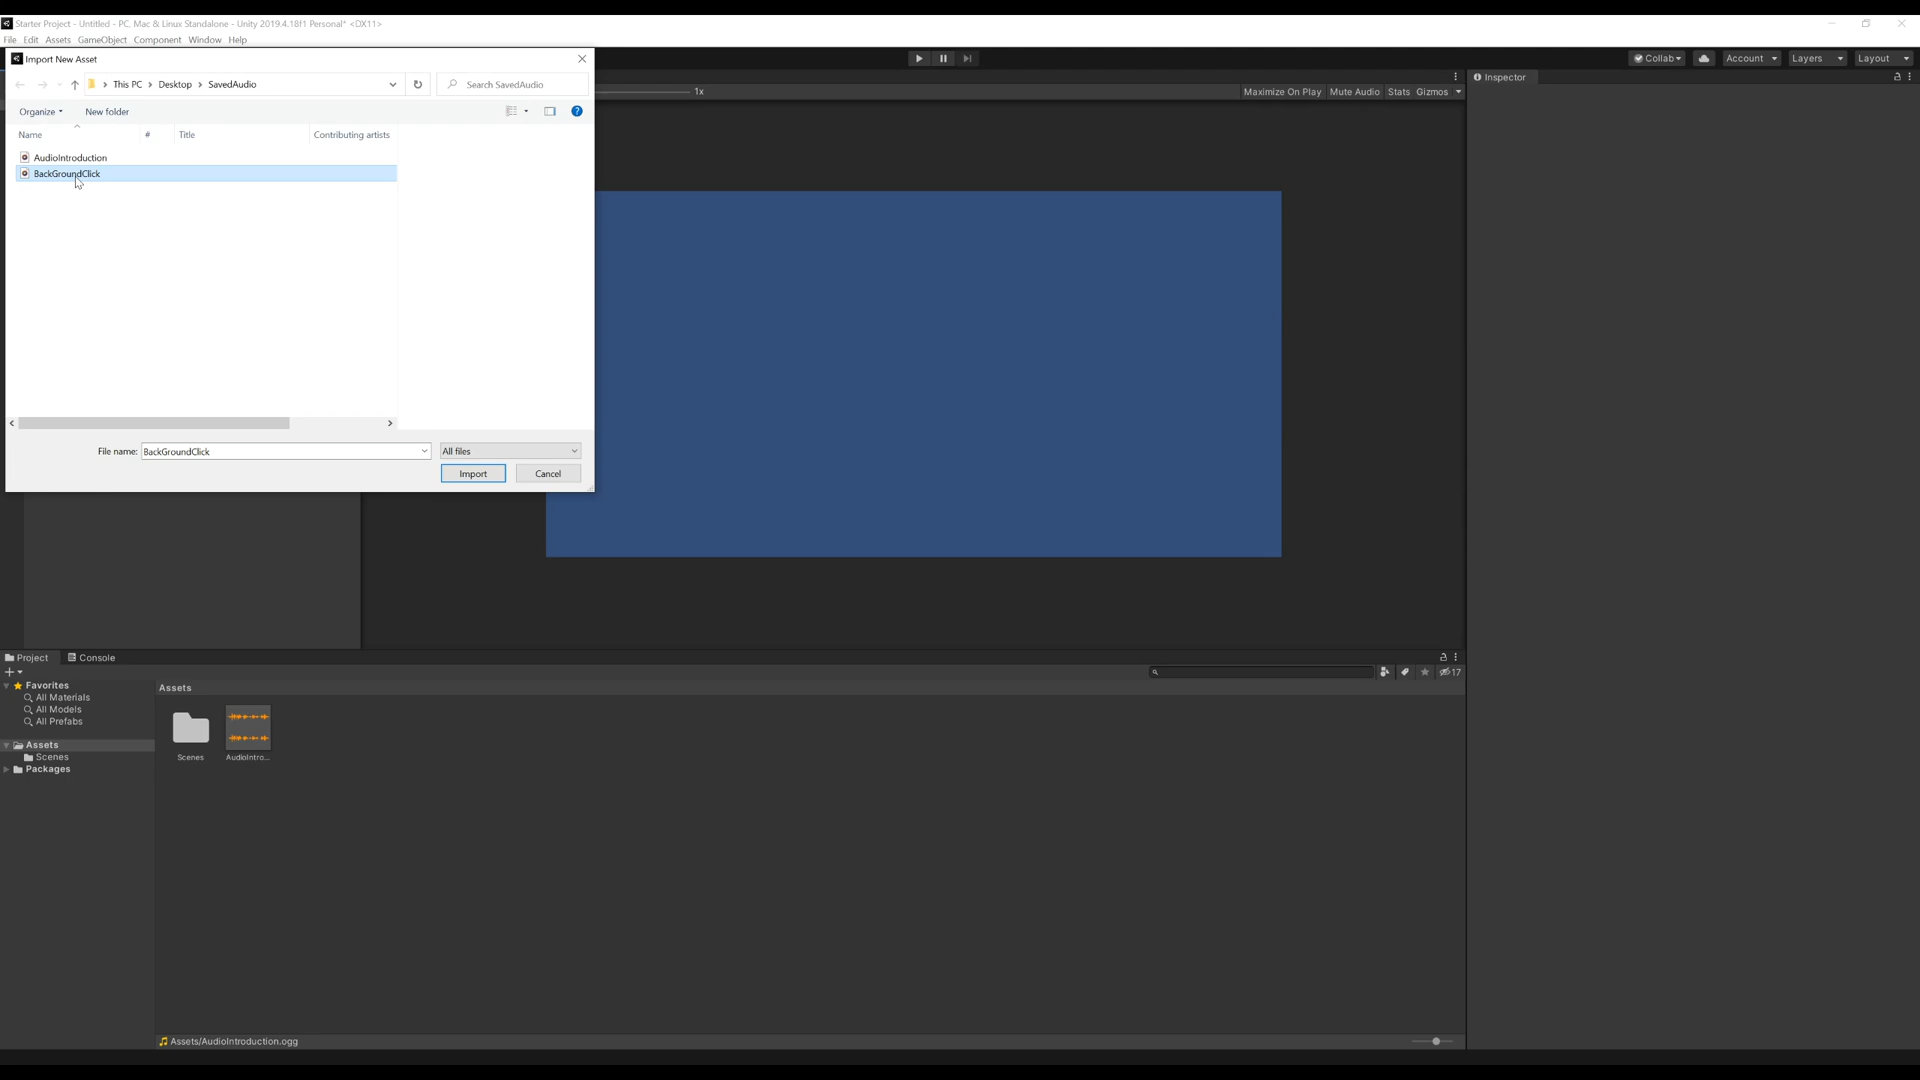 Starter Project - Untitled - PC, Mac & Linux Standalone - Unity 2019.4.18f1 Personal* <DX11>
File Edit Assets GameObject Component Window Help
Import New Asset
This PC > Desktop > SavedAudio
Search SavedAudio
Organize
New folder
Name
#
Title
Contributing artists
AudioIntroduction
BackGroundClick
File name:
BackGroundClick
All files
Import
Cancel
Collab
Account
Layers
Layout
1x
Maximize On Play
Mute Audio
Stats
Gizmos
Inspector
Project
Console
17
Favorites
All Materials
All Models
All Prefabs
Assets
Scenes
Packages
Assets
Scenes
AudioIntro...
Assets/AudioIntroduction.ogg